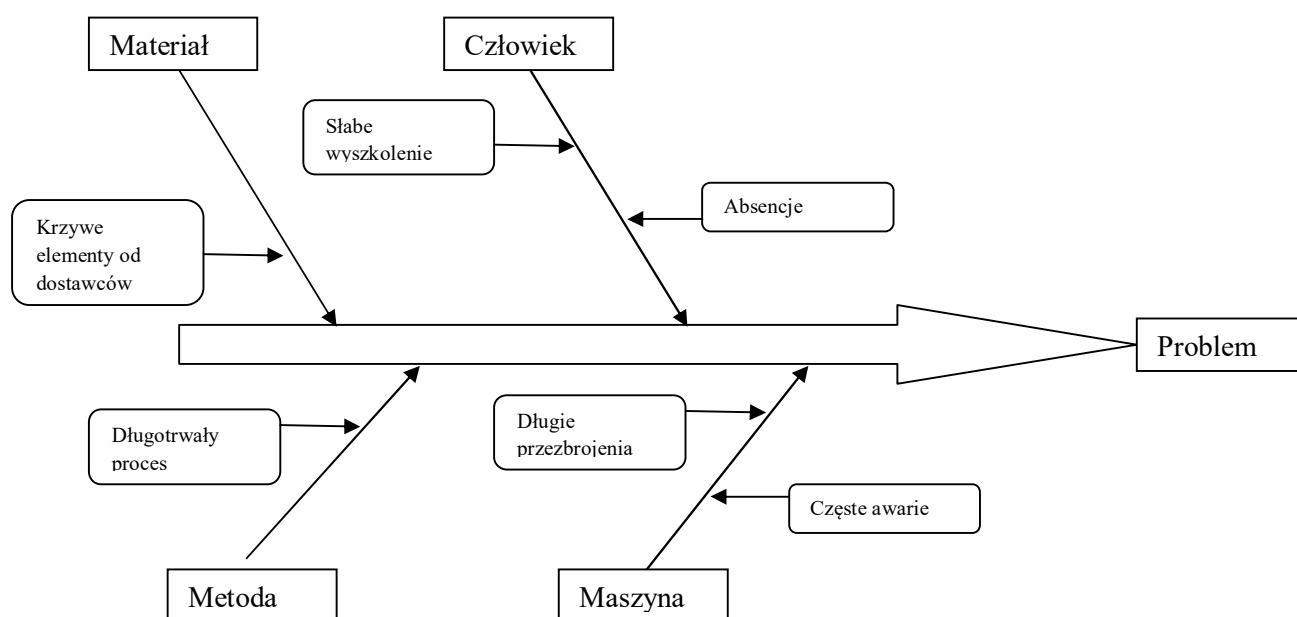 Materiał
Człowiek
Słabe
wyszkolenie
Absencje
Krzywe
elementy od
dostawców
Problem
Długotrwały
proces
Długie
przezbrojenia
Częste awarie
Metoda
Maszyna